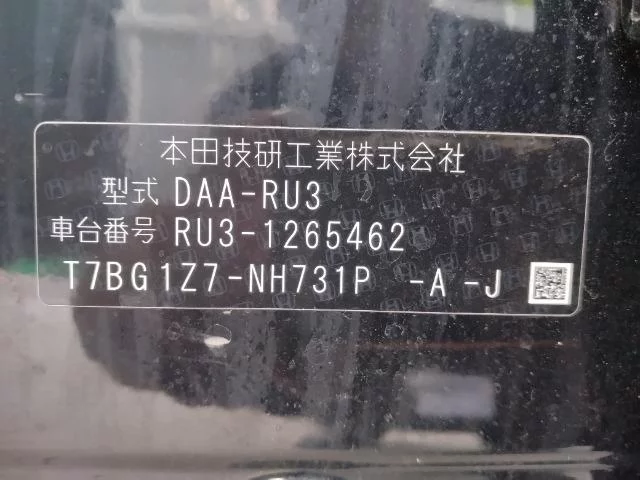 本田技研工業株式会社
型式 DAA-RU3
車台番号 RU3-1265462
T7BG1Z7-NH731P -A -J